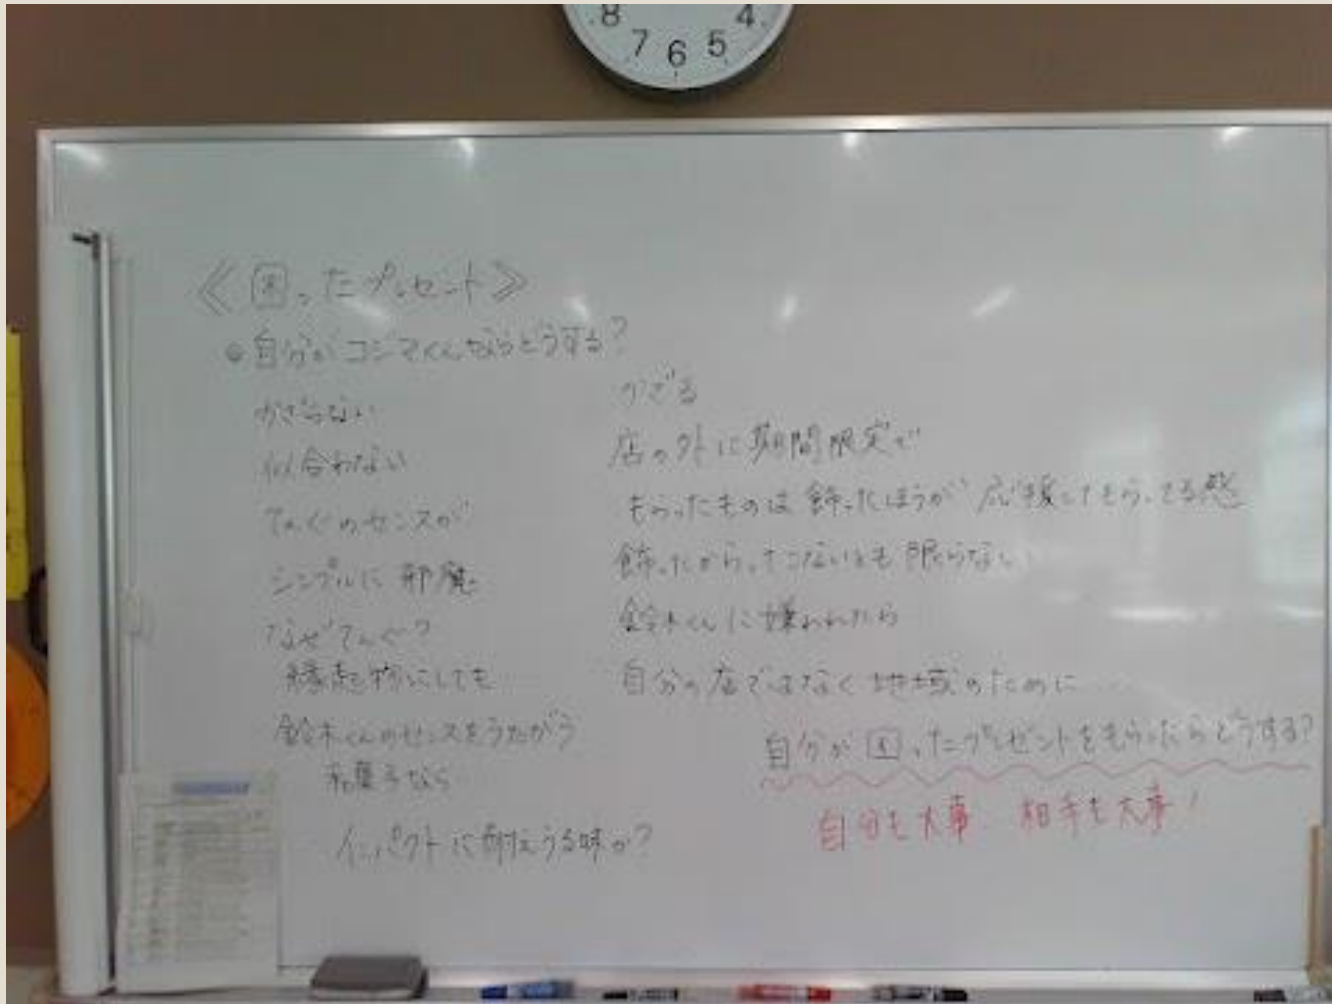 8 7 6 5 4
≪困ったプレゼント≫
●自分がコジマくんならどうする?
かざらない
似合わない
てんぐのセンスが
シンプルに邪魔
なぜてんぐ?
縁起物にしても
鈴木くんのセンスをうたがう
和菓子なら
インパクトに耐えうる味か?
かざる
店の外に期間限定で
もらったものは飾ったほうが応援してもらってる感
飾ったからってこないとも限らない
鈴木くんに嫌われたら
自分の店ではなく地域のために
自分が困ったプレゼントをもらったらどうする?
自分も大事 相手も大事!